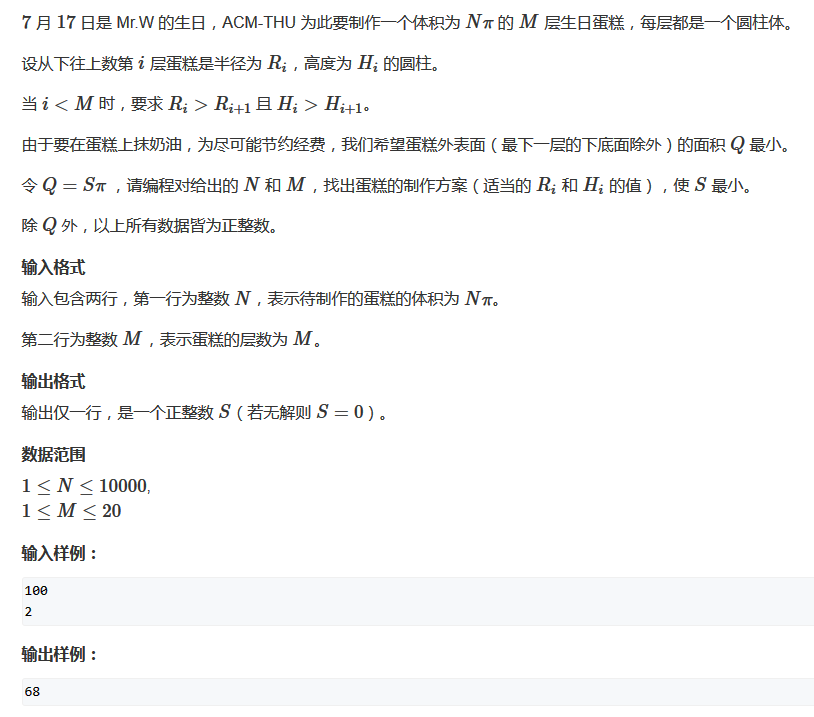 7 月 17 日是 Mr.W 的生日，ACM-THU 为此要制作一个体积为 Nπ 的 M 层生日蛋糕，每层都是一个圆柱体。
设从下往上数第 i 层蛋糕是半径为 R_i，高度为 H_i 的圆柱。
当 i < M 时，要求 R_i > R_{i+1} 且 H_i > H_{i+1}。
由于要在蛋糕上抹奶油，为尽可能节约经费，我们希望蛋糕外表面（最下一层的下底面除外）的面积 Q 最小。
令 Q = Sπ ，请编程对给出的 N 和 M ，找出蛋糕的制作方案（适当的 R_i 和 H_i 的值），使 S 最小。
除 Q 外，以上所有数据皆为正整数。
输入格式
输入包含两行，第一行为整数 N ，表示待制作的蛋糕的体积为 Nπ。
第二行为整数 M ，表示蛋糕的层数为 M 。
输出格式
输出仅一行，是一个正整数 S（若无解则 S = 0）。
数据范围
1 ≤ N ≤ 10000,
1 ≤ M ≤ 20
输入样例：
100
2
输出样例：
68